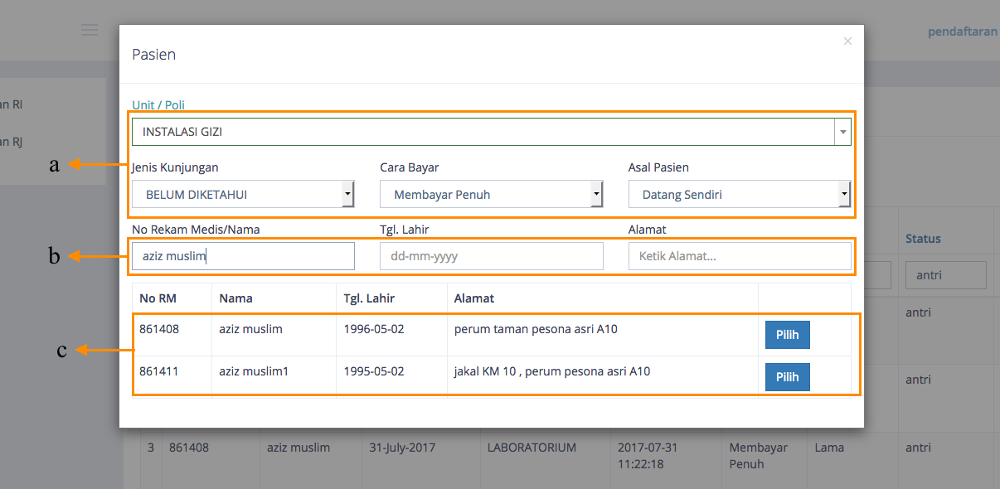 pendaftaran
Pasien
×
an RI
Unit / Poli
INSTALASI GIZI
an RJ
a
Jenis Kunjungan Cara Bayar Asal Pasien
BELUM DIKETAHUI Membayar Penuh Datang Sendiri
No Rekam Medis/Nama Tgl. Lahir Alamat
Status
b
aziz muslim dd-mm-yyyy Ketik Alamat...
antri
No RM Nama Tgl. Lahir Alamat
antri
861408 aziz muslim 1996-05-02 perum taman pesona asri A10 Pilih
c
861411 aziz muslim1 1995-05-02 jakal KM 10 , perum pesona asri A10 Pilih
antri
3 861408 aziz muslim 31-July-2017 LABORATORIUM 2017-07-31 Membayar Lama antri
11:22:18 Penuh